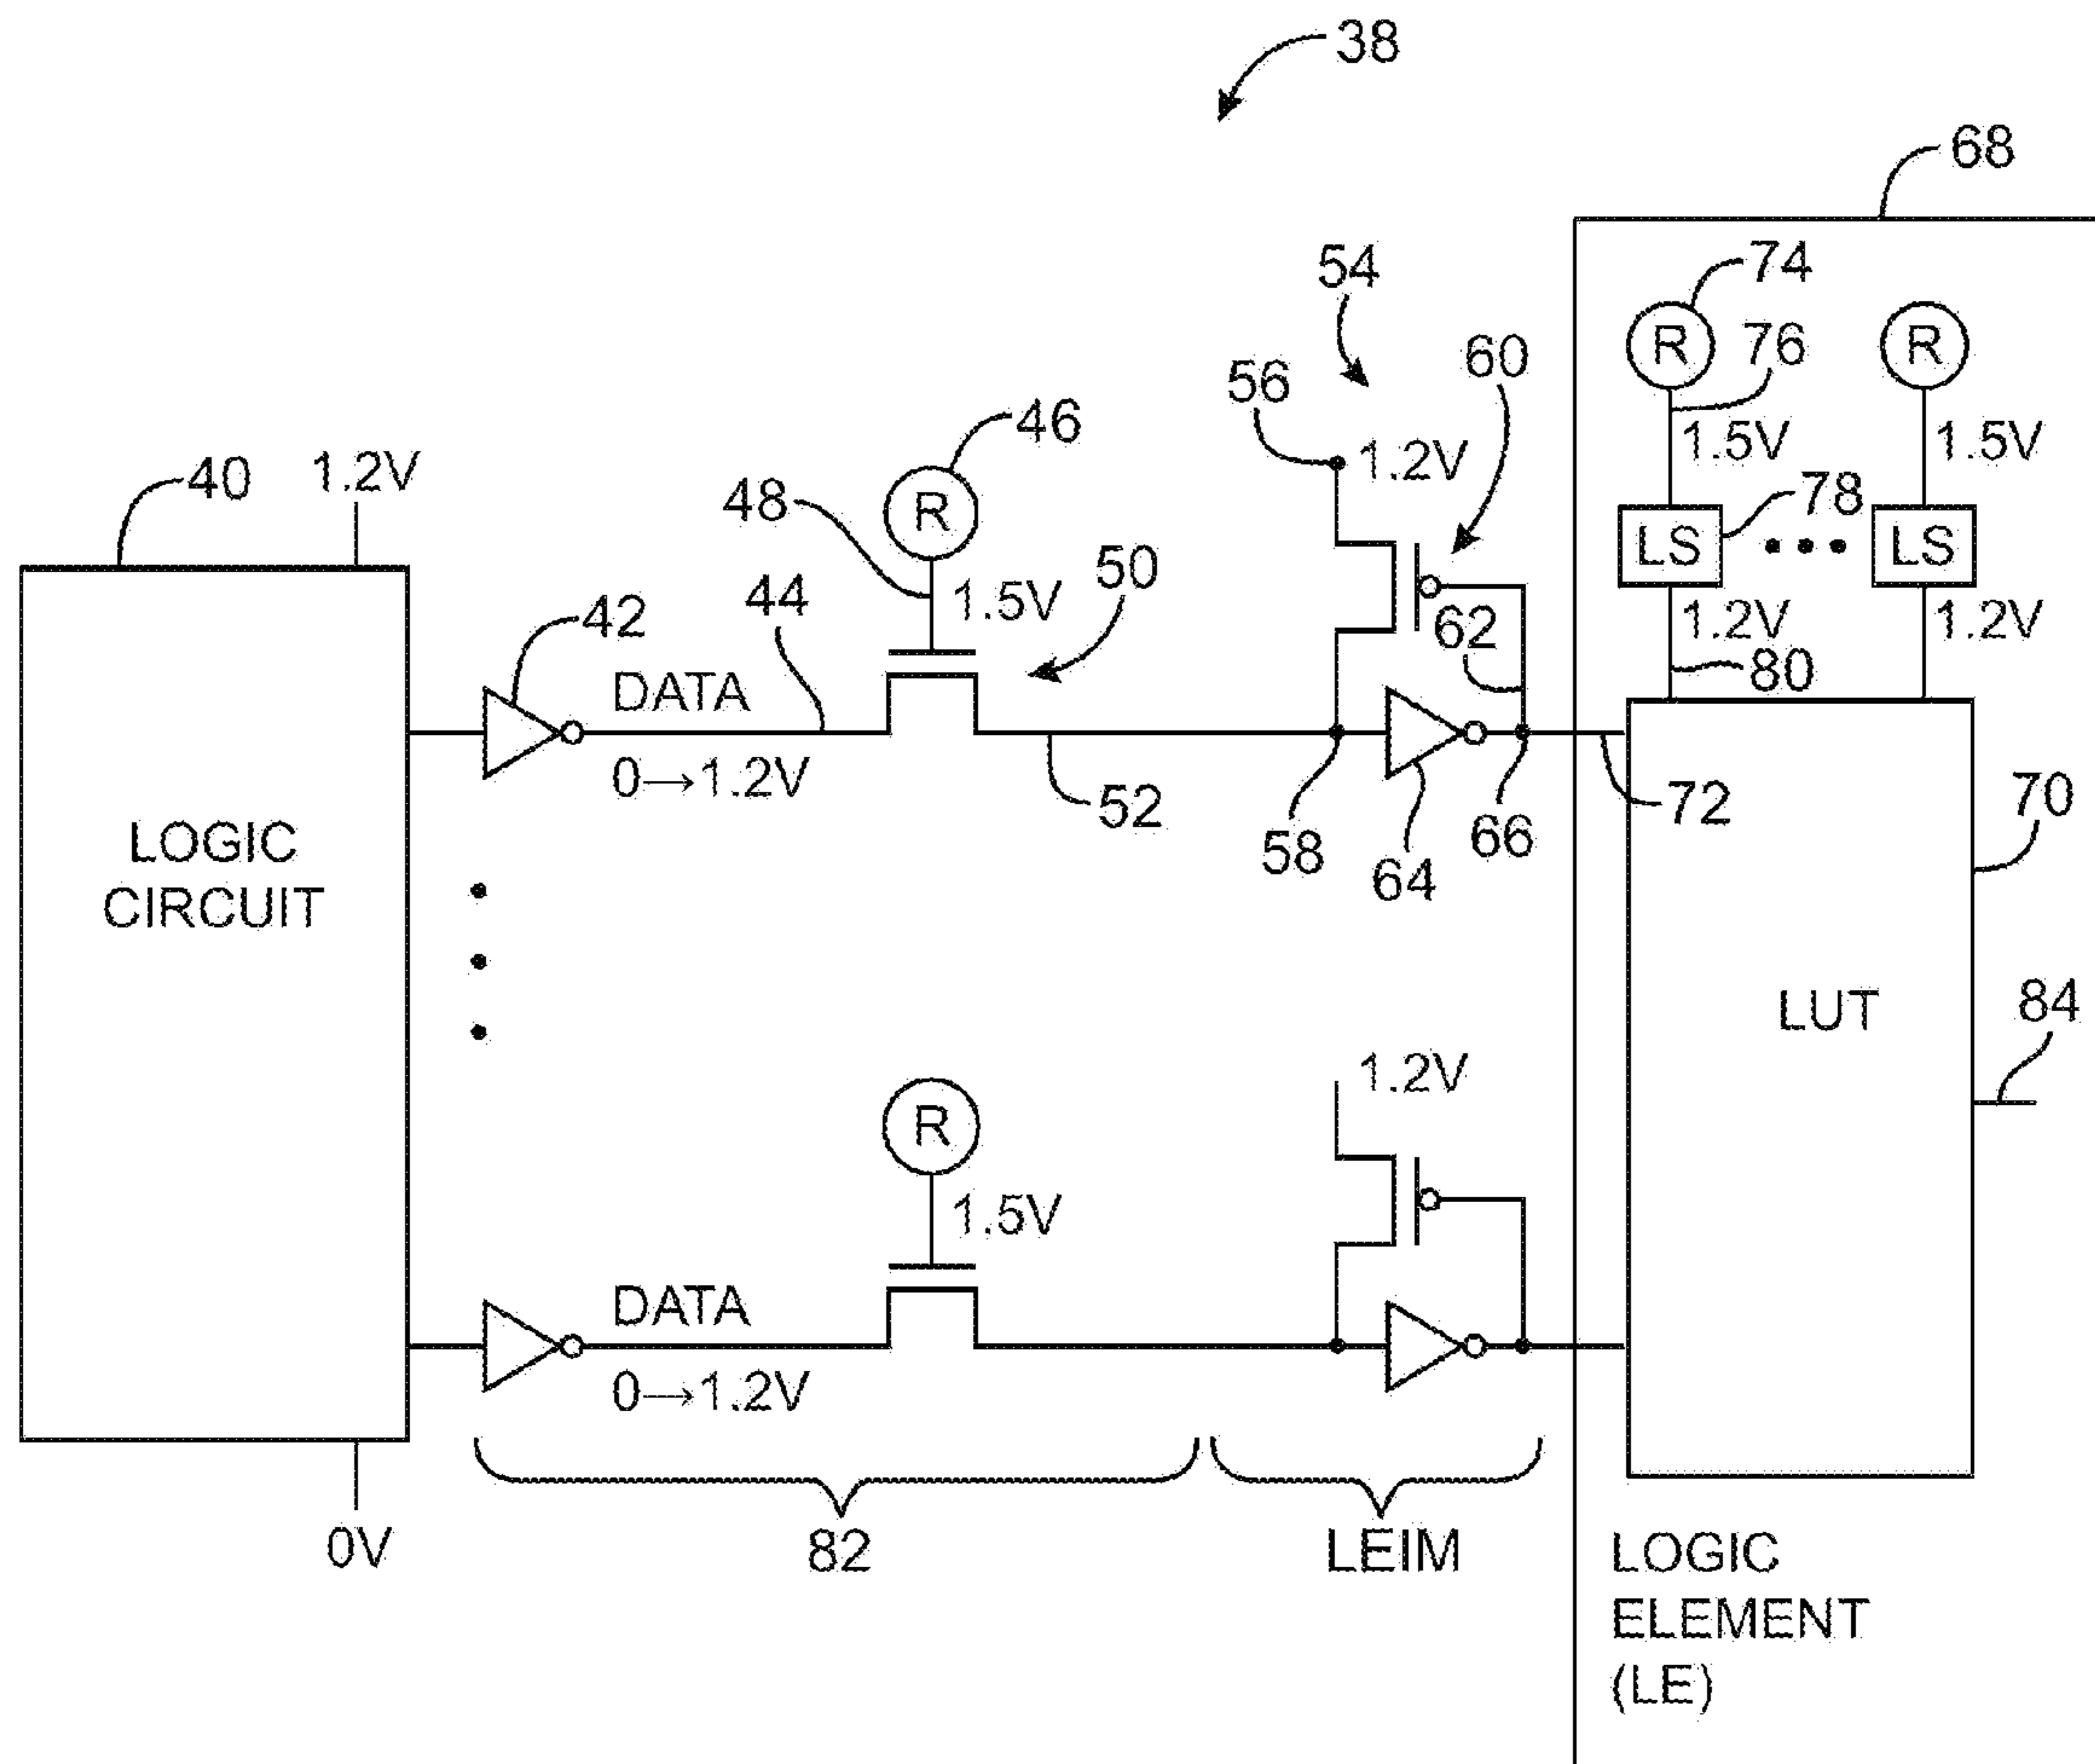 38
68
54
74
R
76
R
60
56
46
1.5V
1.5V
40
1.2V
1.2V
48
R
78
LS
LS
44
1.5V
50
62
1.2V
1.2V
42
DATA
80
0→1.2V
52
58
64
66
72
70
LOGIC
CIRCUIT
LUT
84
1.2V
R
1.5V
DATA
0→1.2V
0V
82
LEIM
LOGIC
ELEMENT
(LE)